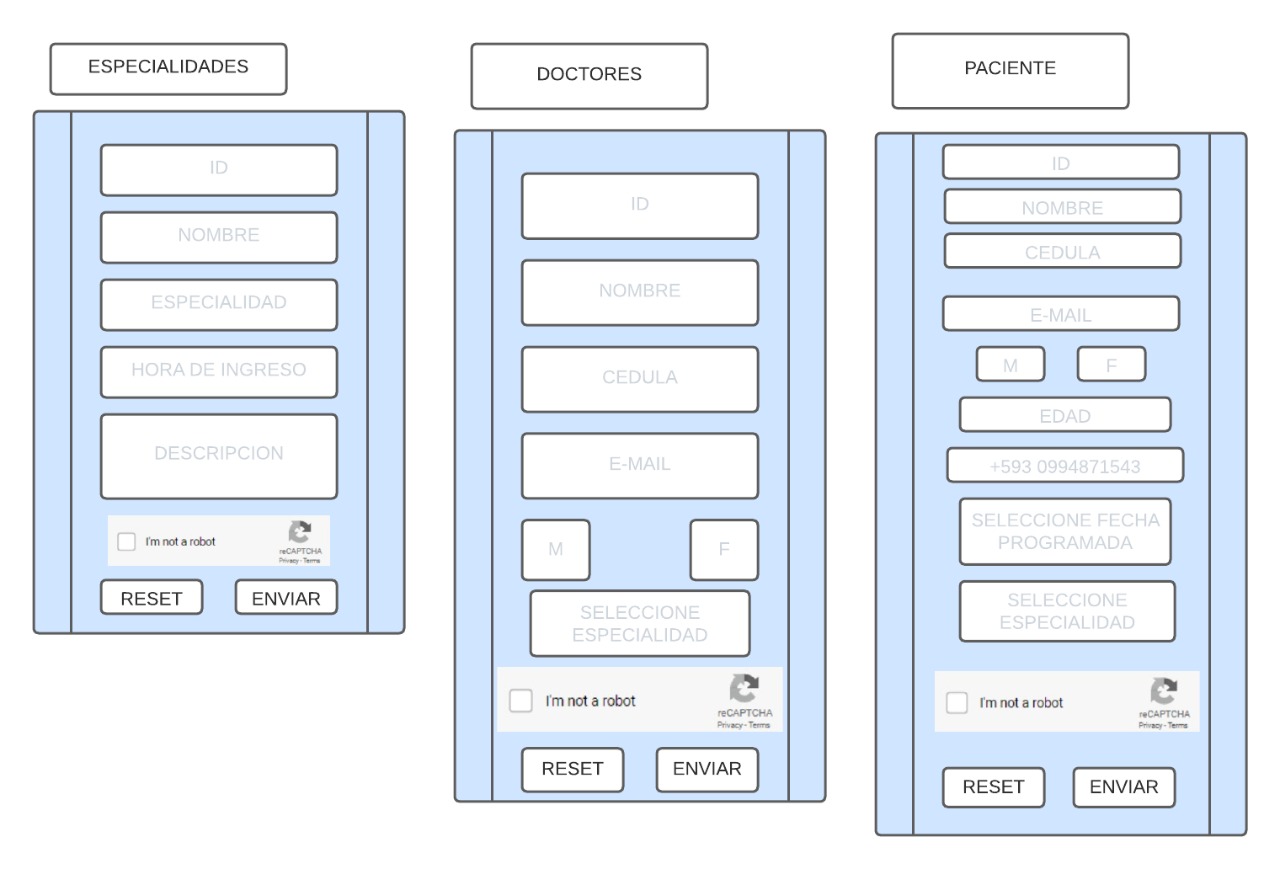 ESPECIALIDADES
ID
NOMBRE
ESPECIALIDAD
HORA DE INGRESO
DESCRIPCION
I'm not a robot
reCAPTCHA
Privacy - Terms
RESET
ENVIAR
DOCTORES
ID
NOMBRE
CEDULA
E-MAIL
M
F
SELECCIONE
ESPECIALIDAD
I'm not a robot
reCAPTCHA
Privacy - Terms
RESET
ENVIAR
PACIENTE
ID
NOMBRE
CEDULA
E-MAIL
M
F
EDAD
+593 0994871543
SELECCIONE FECHA
PROGRAMADA
SELECCIONE
ESPECIALIDAD
I'm not a robot
reCAPTCHA
Privacy - Terms
RESET
ENVIAR